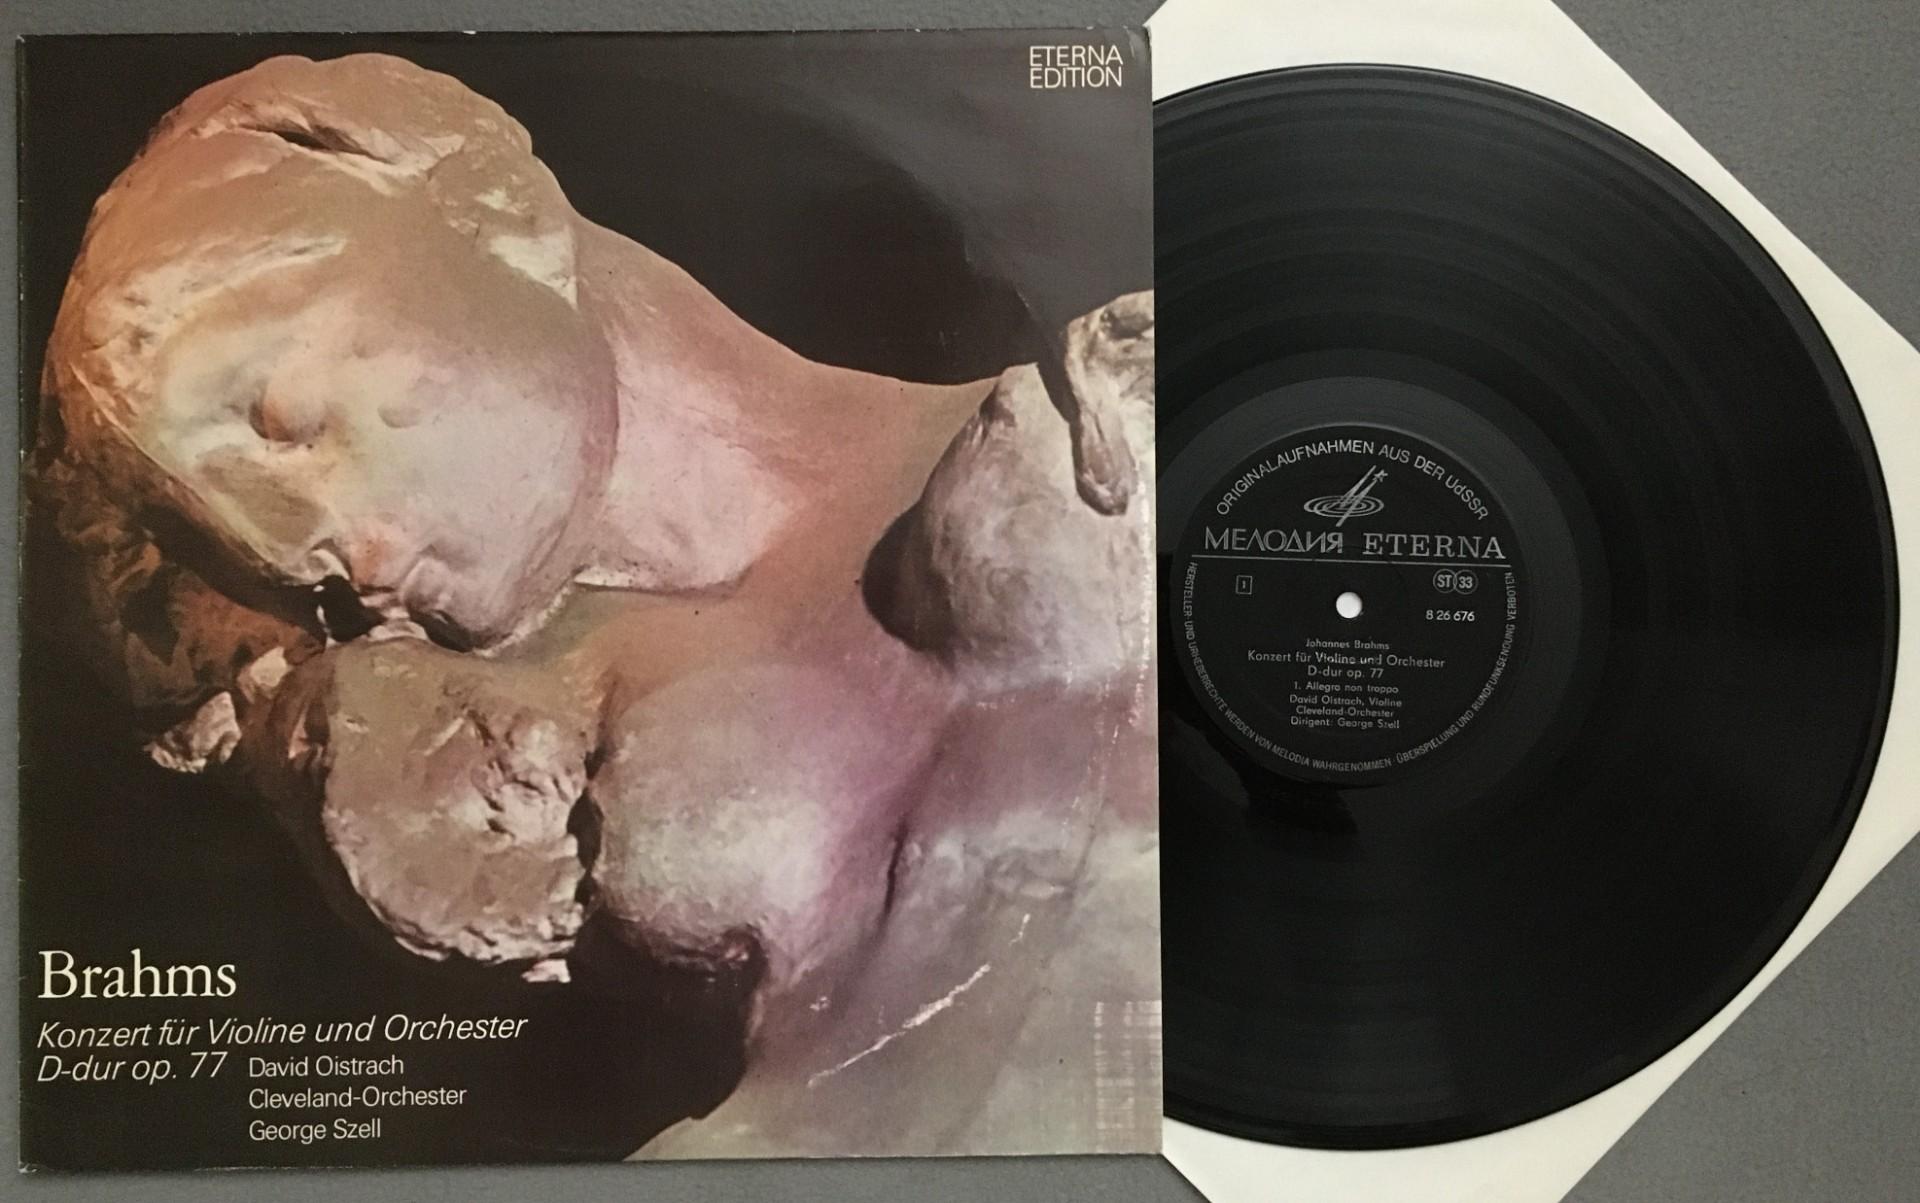 ETERNA
EDITION
Brahms
Konzert für Violine und Orchester
D-dur op. 77 David Oistrach
Cleveland-Orchester
George Szell
ORIGINALAUFNAHMEN AUS DER UdSSR
МЕЛОДИЯ ETERNA
1
ST 33
8 26 676
Johannes Brahms
Konzert für Violine und Orchester
D-dur op. 77
1. Allegro non troppo
David Oistrach, Violine
Cleveland-Orchester
Dirigent: George Szell
HERSTELLER- UND URHEBERRECHTE WERDEN VON MELODIA WAHRGENOMMEN · ÜBERSPIELUNG UND RUNDFUNKSENDUNG VERBOTEN